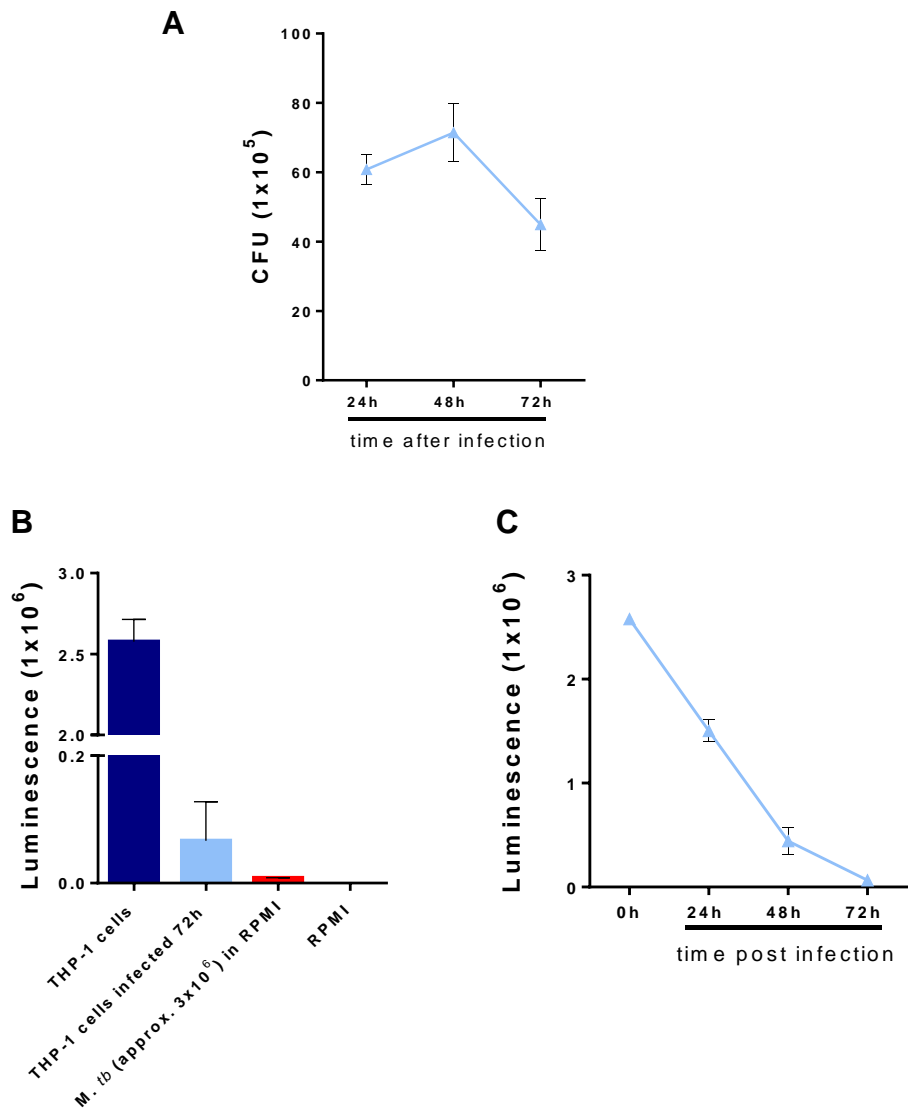 A
CFU (1x10⁵)
100
80
60
40
20
0
24h 48h 72h
time after infection
B
Luminescence (1x10⁶)
3.0
2.5
2.0
0.2
0.0
THP-1 cells
THP-1 cells infected 72h
M. tb (approx. 3x10⁶) in RPMI
RPMI
C
Luminescence (1x10⁶)
3
2
1
0
0h 24h 48h 72h
time post infection